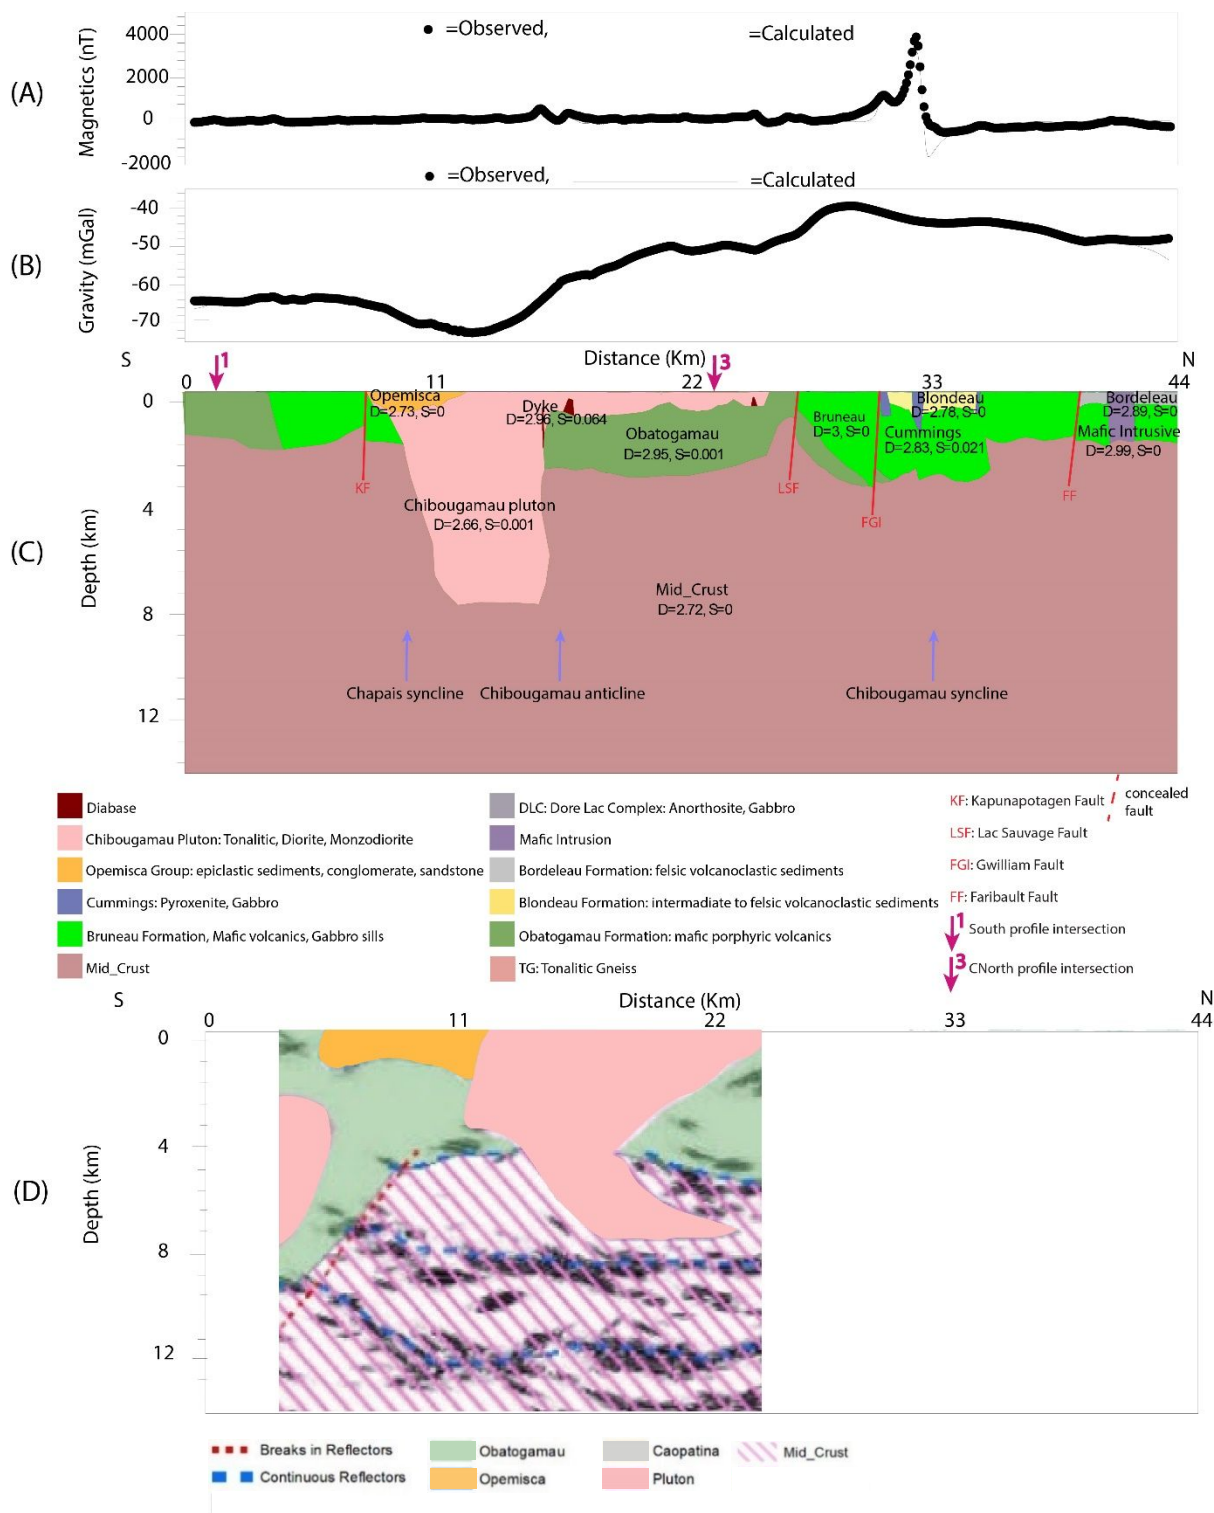 (A)
Magnetics (nT)
4000
2000
0
-2000
=Observed,
=Calculated
(B)
Gravity (mGal)
-40
-50
-60
-70
=Observed,
=Calculated
S
Distance (Km)
N
1
3
0
11
22
33
44
(C)
Depth (km)
0
4
8
12
Opemisca
D=2.73, S=0
Dyke
D=2.96, S=0.064
Obatogamau
D=2.95, S=0.001
Bruneau
D=3, S=0
Blondeau
D=2.78, S=0
Cummings
D=2.83, S=0.021
Bordeleau
D=2.89, S=0
Mafic Intrusive
D=2.99, S=0
KF
LSF
FGI
FF
Chibougamau pluton
D=2.66, S=0.001
Mid_Crust
D=2.72, S=0
Chapais syncline
Chibougamau anticline
Chibougamau syncline
Diabase
Chibougamau Pluton: Tonalitic, Diorite, Monzodiorite
Opemisca Group: epiclastic sediments, conglomerate, sandstone
Cummings: Pyroxenite, Gabbro
Bruneau Formation, Mafic volcanics, Gabbro sills
Mid_Crust
DLC: Dore Lac Complex: Anorthosite, Gabbro
Mafic Intrusion
Bordeleau Formation: felsic volcanoclastic sediments
Blondeau Formation: intermadiate to felsic volcanoclastic sediments
Obatogamau Formation: mafic porphyric volcanics
TG: Tonalitic Gneiss
KF: Kapunapotagen Fault
LSF: Lac Sauvage Fault
FGI: Gwilliam Fault
FF: Faribault Fault
concealed
fault
1 South profile intersection
3 CNorth profile intersection
S
Distance (Km)
N
0
11
22
33
44
(D)
Depth (km)
0
4
8
12
Breaks in Reflectors
Continuous Reflectors
Obatogamau
Opemisca
Caopatina
Pluton
Mid_Crust